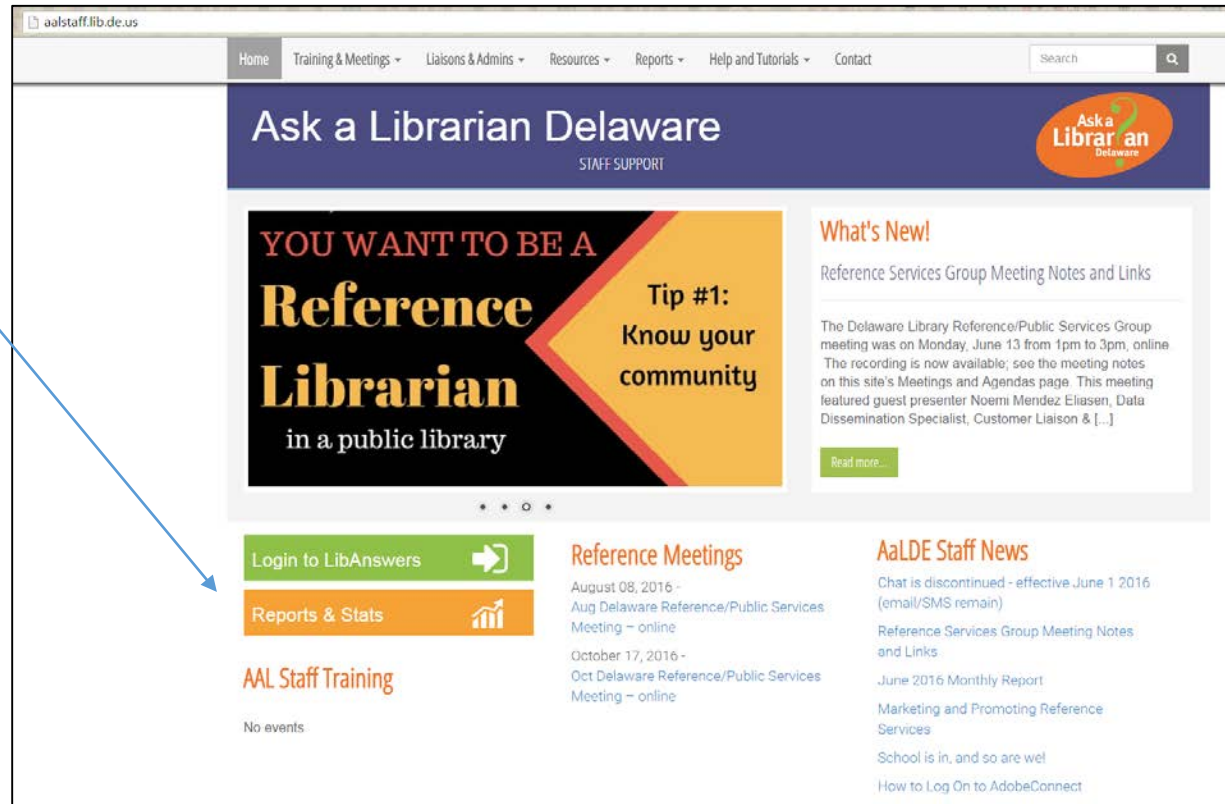 aalstaff.lib.de.us
Home Training & Meetings Liaisons & Admins Resources Reports Help and Tutorials Contact Search
Ask a Librarian Delaware
STAFF SUPPORT
Ask a
Librarian
Delaware
YOU WANT TO BE A
Reference
Librarian
in a public library
Tip #1:
Know your
community
What's New!
Reference Services Group Meeting Notes and Links
The Delaware Library Reference/Public Services Group
meeting was on Monday, June 13 from 1pm to 3pm, online
The recording is now available; see the meeting notes
on this site's Meetings and Agendas page. This meeting
featured guest presenter Noemi Mendez Eliasen, Data
Dissemination Specialist, Customer Liaison & [...]
Read more...
Login to LibAnswers
Reports & Stats
AAL Staff Training
No events
Reference Meetings
August 08, 2016 -
Aug Delaware Reference/Public Services
Meeting – online
October 17, 2016 -
Oct Delaware Reference/Public Services
Meeting – online
AaLDE Staff News
Chat is discontinued - effective June 1 2016
(email/SMS remain)
Reference Services Group Meeting Notes
and Links
June 2016 Monthly Report
Marketing and Promoting Reference
Services
School is in, and so are we!
How to Log On to AdobeConnect